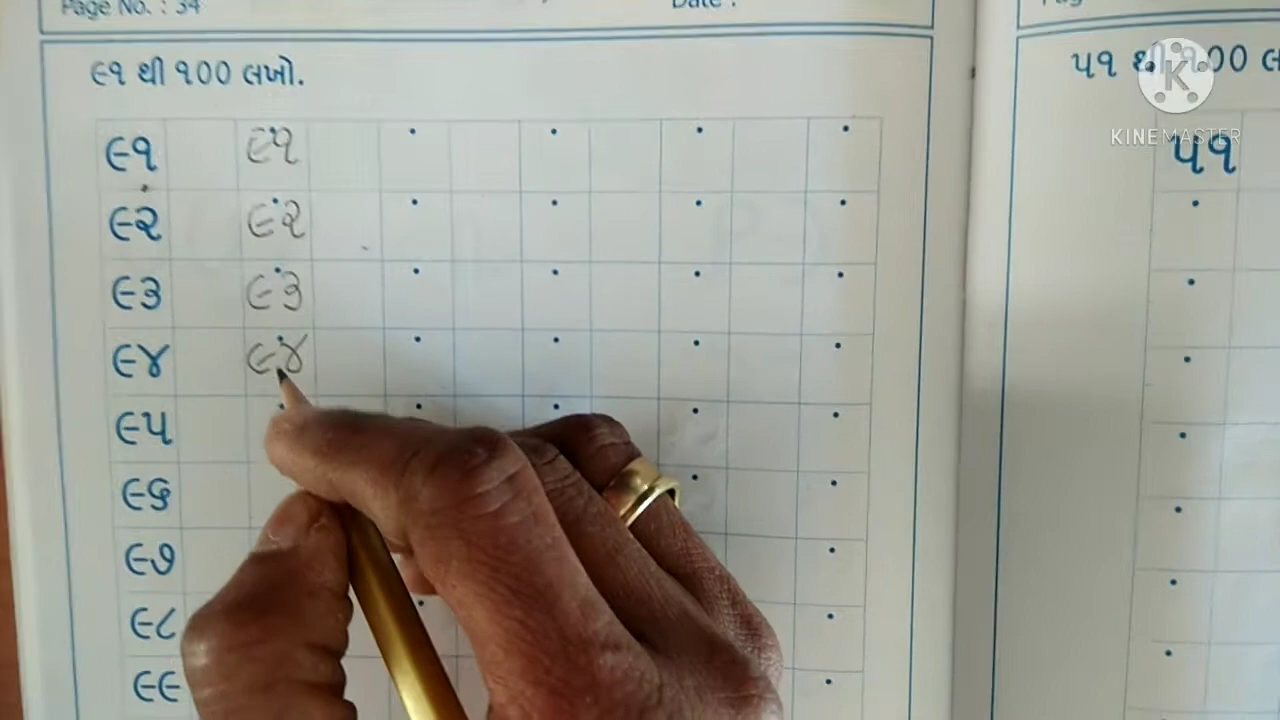 Page No. : 34 Date :
૯૧ થી ૧૦૦ લખો.
૯૧ ૯૧
૯૨ ૯૨
૯૩ ૯૩
૯૪ ૯૪
૯૫
૯૬
૯૭
૯૮
૯૯
૫૧ થી ૧૦૦
૫૧
KINEMASTER